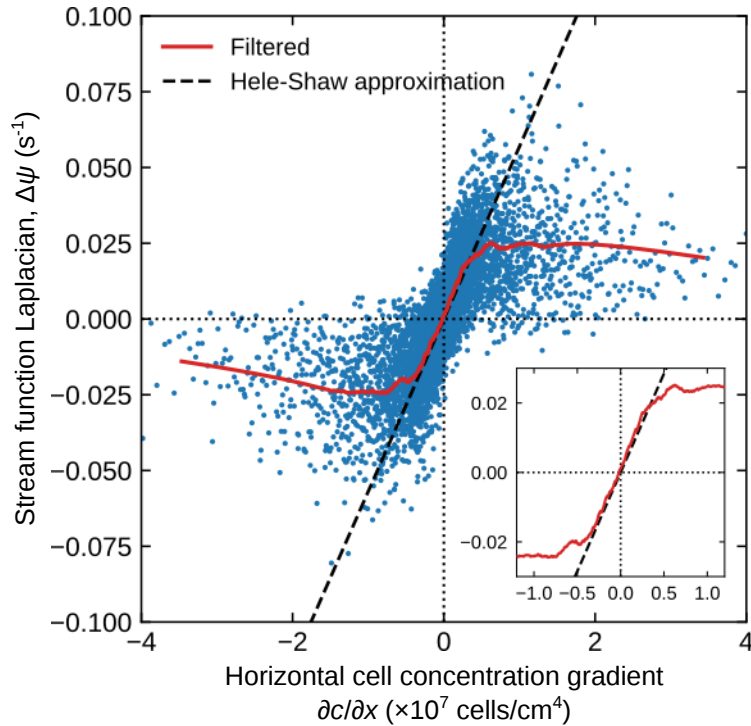 0.100
0.075
0.050
0.025
0.000
−0.025
−0.050
−0.075
−0.100
Stream function Laplacian, Δψ (s⁻¹)
Filtered
Hele-Shaw approximation
0.02
0.00
−0.02
−1.0 −0.5 0.0 0.5 1.0
−4 −2 0 2 4
Horizontal cell concentration gradient
∂c/∂x (×10⁷ cells/cm⁴)